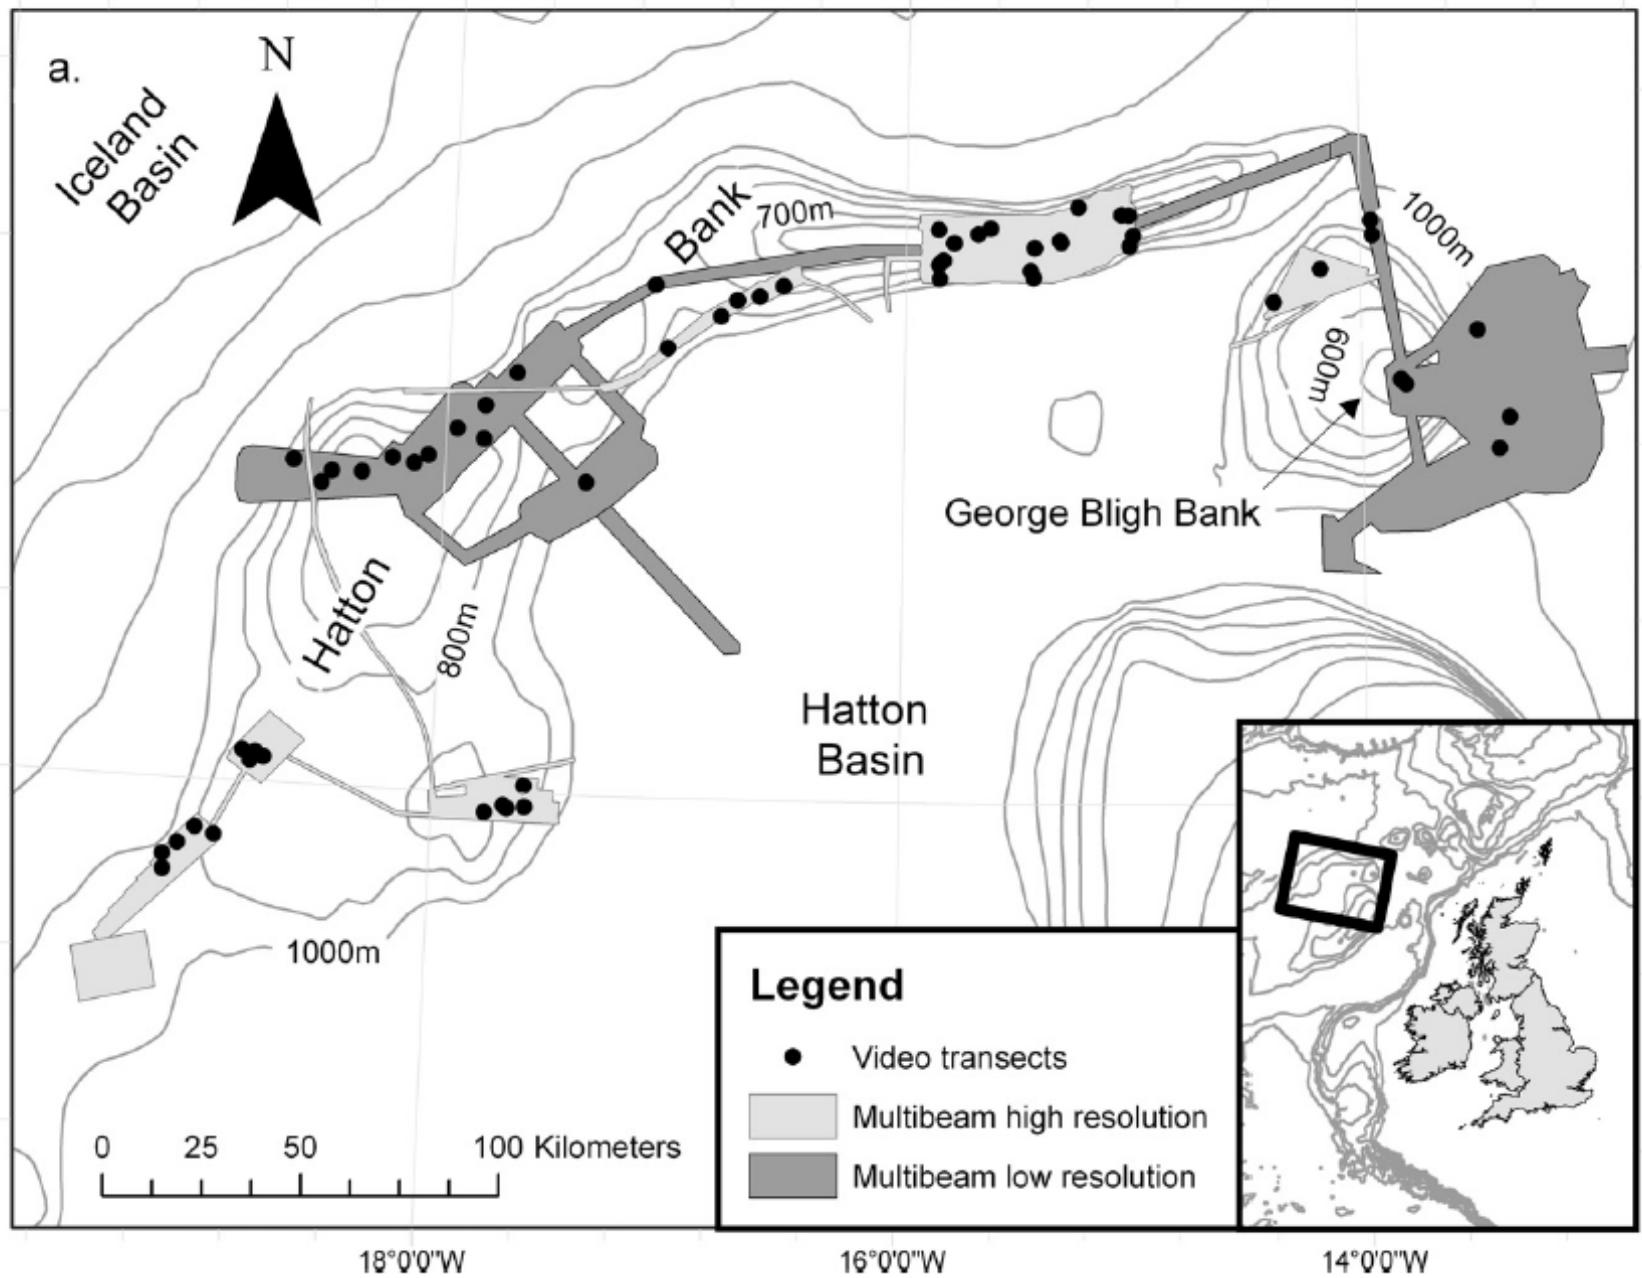 a.
N
Iceland
Basin
Bank
700m
1000m
600m
George Bligh Bank
Hatton
800m
Hatton
Basin
1000m
Legend
Video transects
Multibeam high resolution
Multibeam low resolution
0 25 50 100 Kilometers
18°0'0"W 16°0'0"W 14°0'0"W